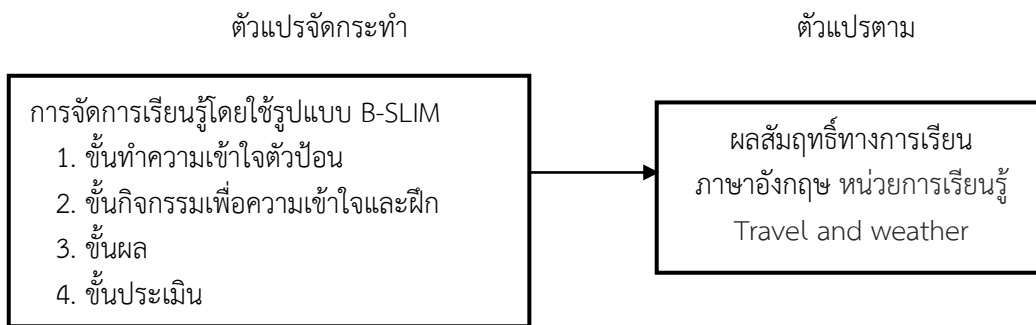 ตัวแปรจัดกระทำ
ตัวแปรตาม
การจัดการเรียนรู้โดยใช้รูปแบบ B-SLIM
1. ขั้นทำความเข้าใจตัวป้อน
2. ขั้นกิจกรรมเพื่อความเข้าใจและฝึก
3. ขั้นผล
4. ขั้นประเมิน
ผลสัมฤทธิ์ทางการเรียน
ภาษาอังกฤษ หน่วยการเรียนรู้
Travel and weather